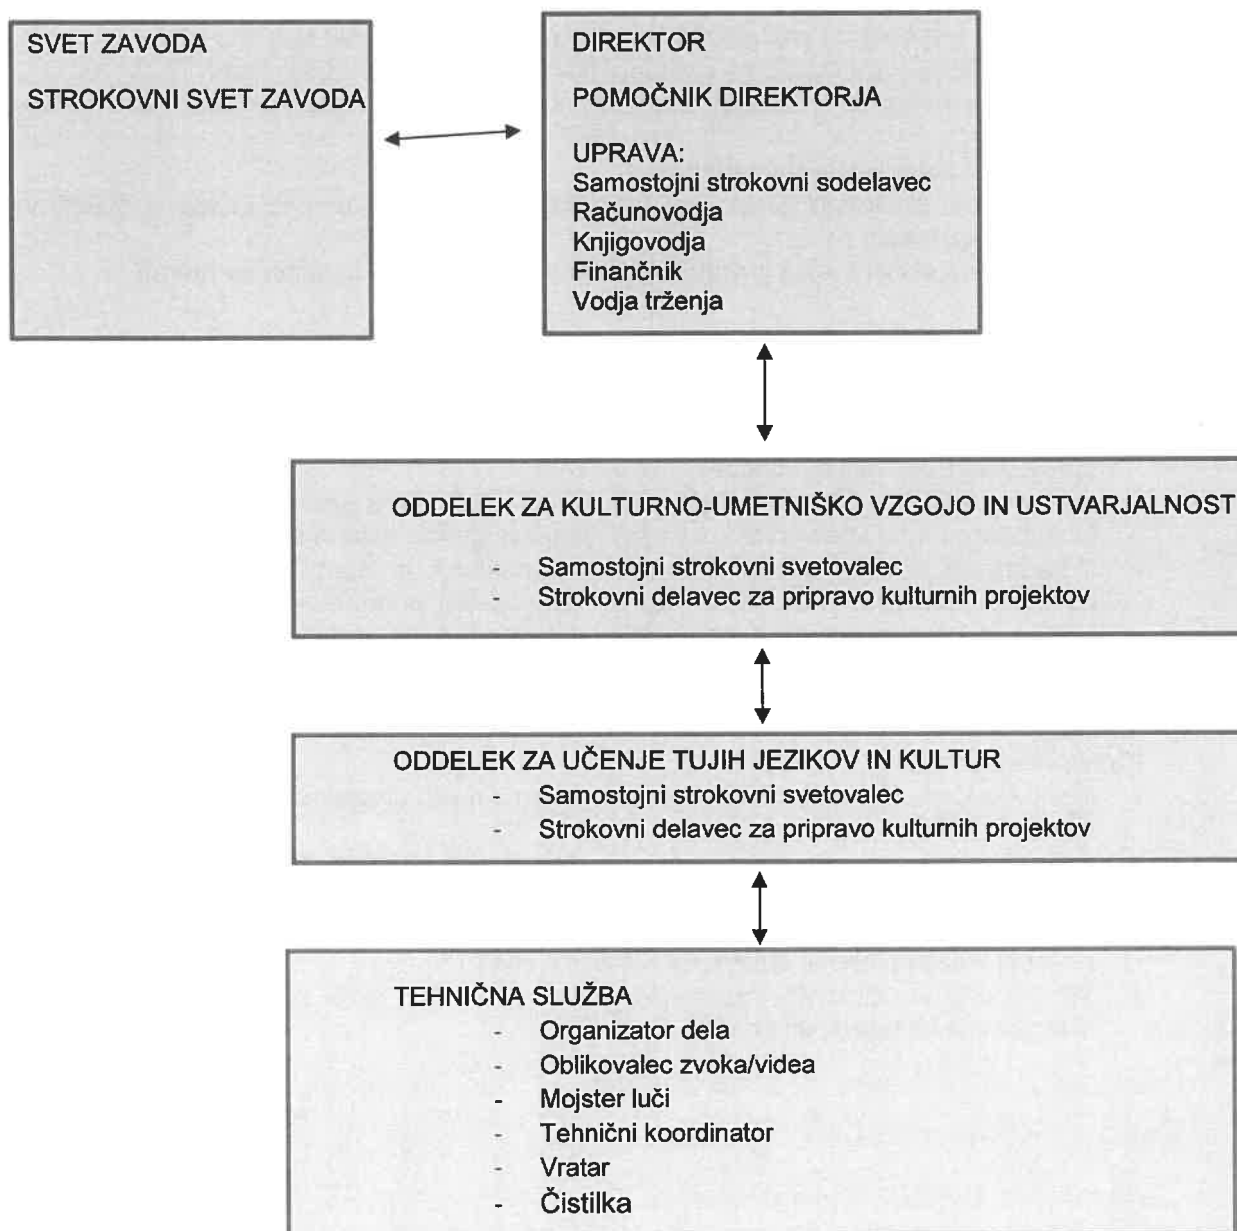 SVET ZAVODA
STROKOVNI SVET ZAVODA
DIREKTOR
POMOČNIK DIREKTORJA
UPRAVA:
Samostojni strokovni sodelavec
Računovodja
Knjigovodja
Finančnik
Vodja trženja
ODDELEK ZA KULTURNO-UMETNIŠKO VZGOJO IN USTVARJALNOST
- Samostojni strokovni svetovalec
- Strokovni delavec za pripravo kulturnih projektov
ODDELEK ZA UČENJE TUJIH JEZIKOV IN KULTUR
- Samostojni strokovni svetovalec
- Strokovni delavec za pripravo kulturnih projektov
TEHNIČNA SLUŽBA
- Organizator dela
- Oblikovalec zvoka/videa
- Mojster luči
- Tehnični koordinator
- Vratar
- Čistilka